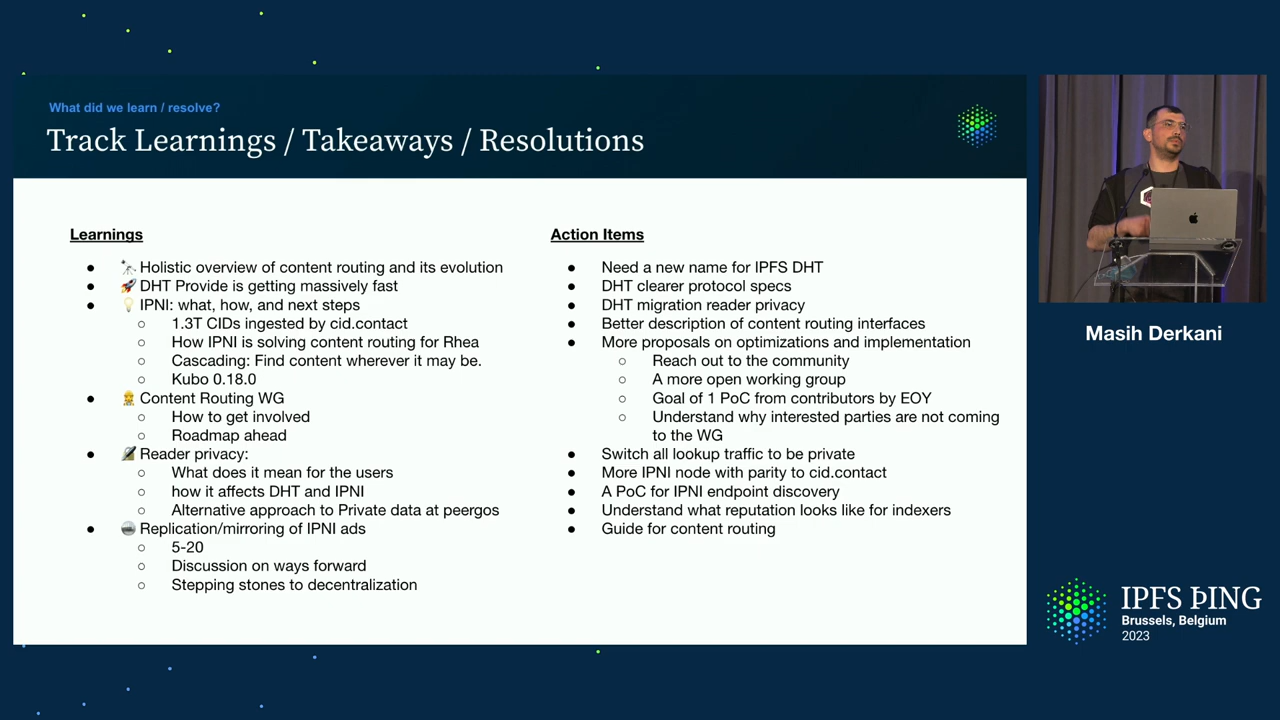 What did we learn / resolve?
Track Learnings / Takeaways / Resolutions
Learnings
Holistic overview of content routing and its evolution
DHT Provide is getting massively fast
IPNI: what, how, and next steps
1.3T CIDs ingested by cid.contact
How IPNI is solving content routing for Rhea
Cascading: Find content wherever it may be.
Kubo 0.18.0
Content Routing WG
How to get involved
Roadmap ahead
Reader privacy:
What does it mean for the users
how it affects DHT and IPNI
Alternative approach to Private data at peergos
Replication/mirroring of IPNI ads
5-20
Discussion on ways forward
Stepping stones to decentralization
Action Items
Need a new name for IPFS DHT
DHT clearer protocol specs
DHT migration reader privacy
Better description of content routing interfaces
More proposals on optimizations and implementation
Reach out to the community
A more open working group
Goal of 1 PoC from contributors by EOY
Understand why interested parties are not coming
to the WG
Switch all lookup traffic to be private
More IPNI node with parity to cid.contact
A PoC for IPNI endpoint discovery
Understand what reputation looks like for indexers
Guide for content routing
Masih Derkani
IPFS ÞING
Brussels, Belgium
2023